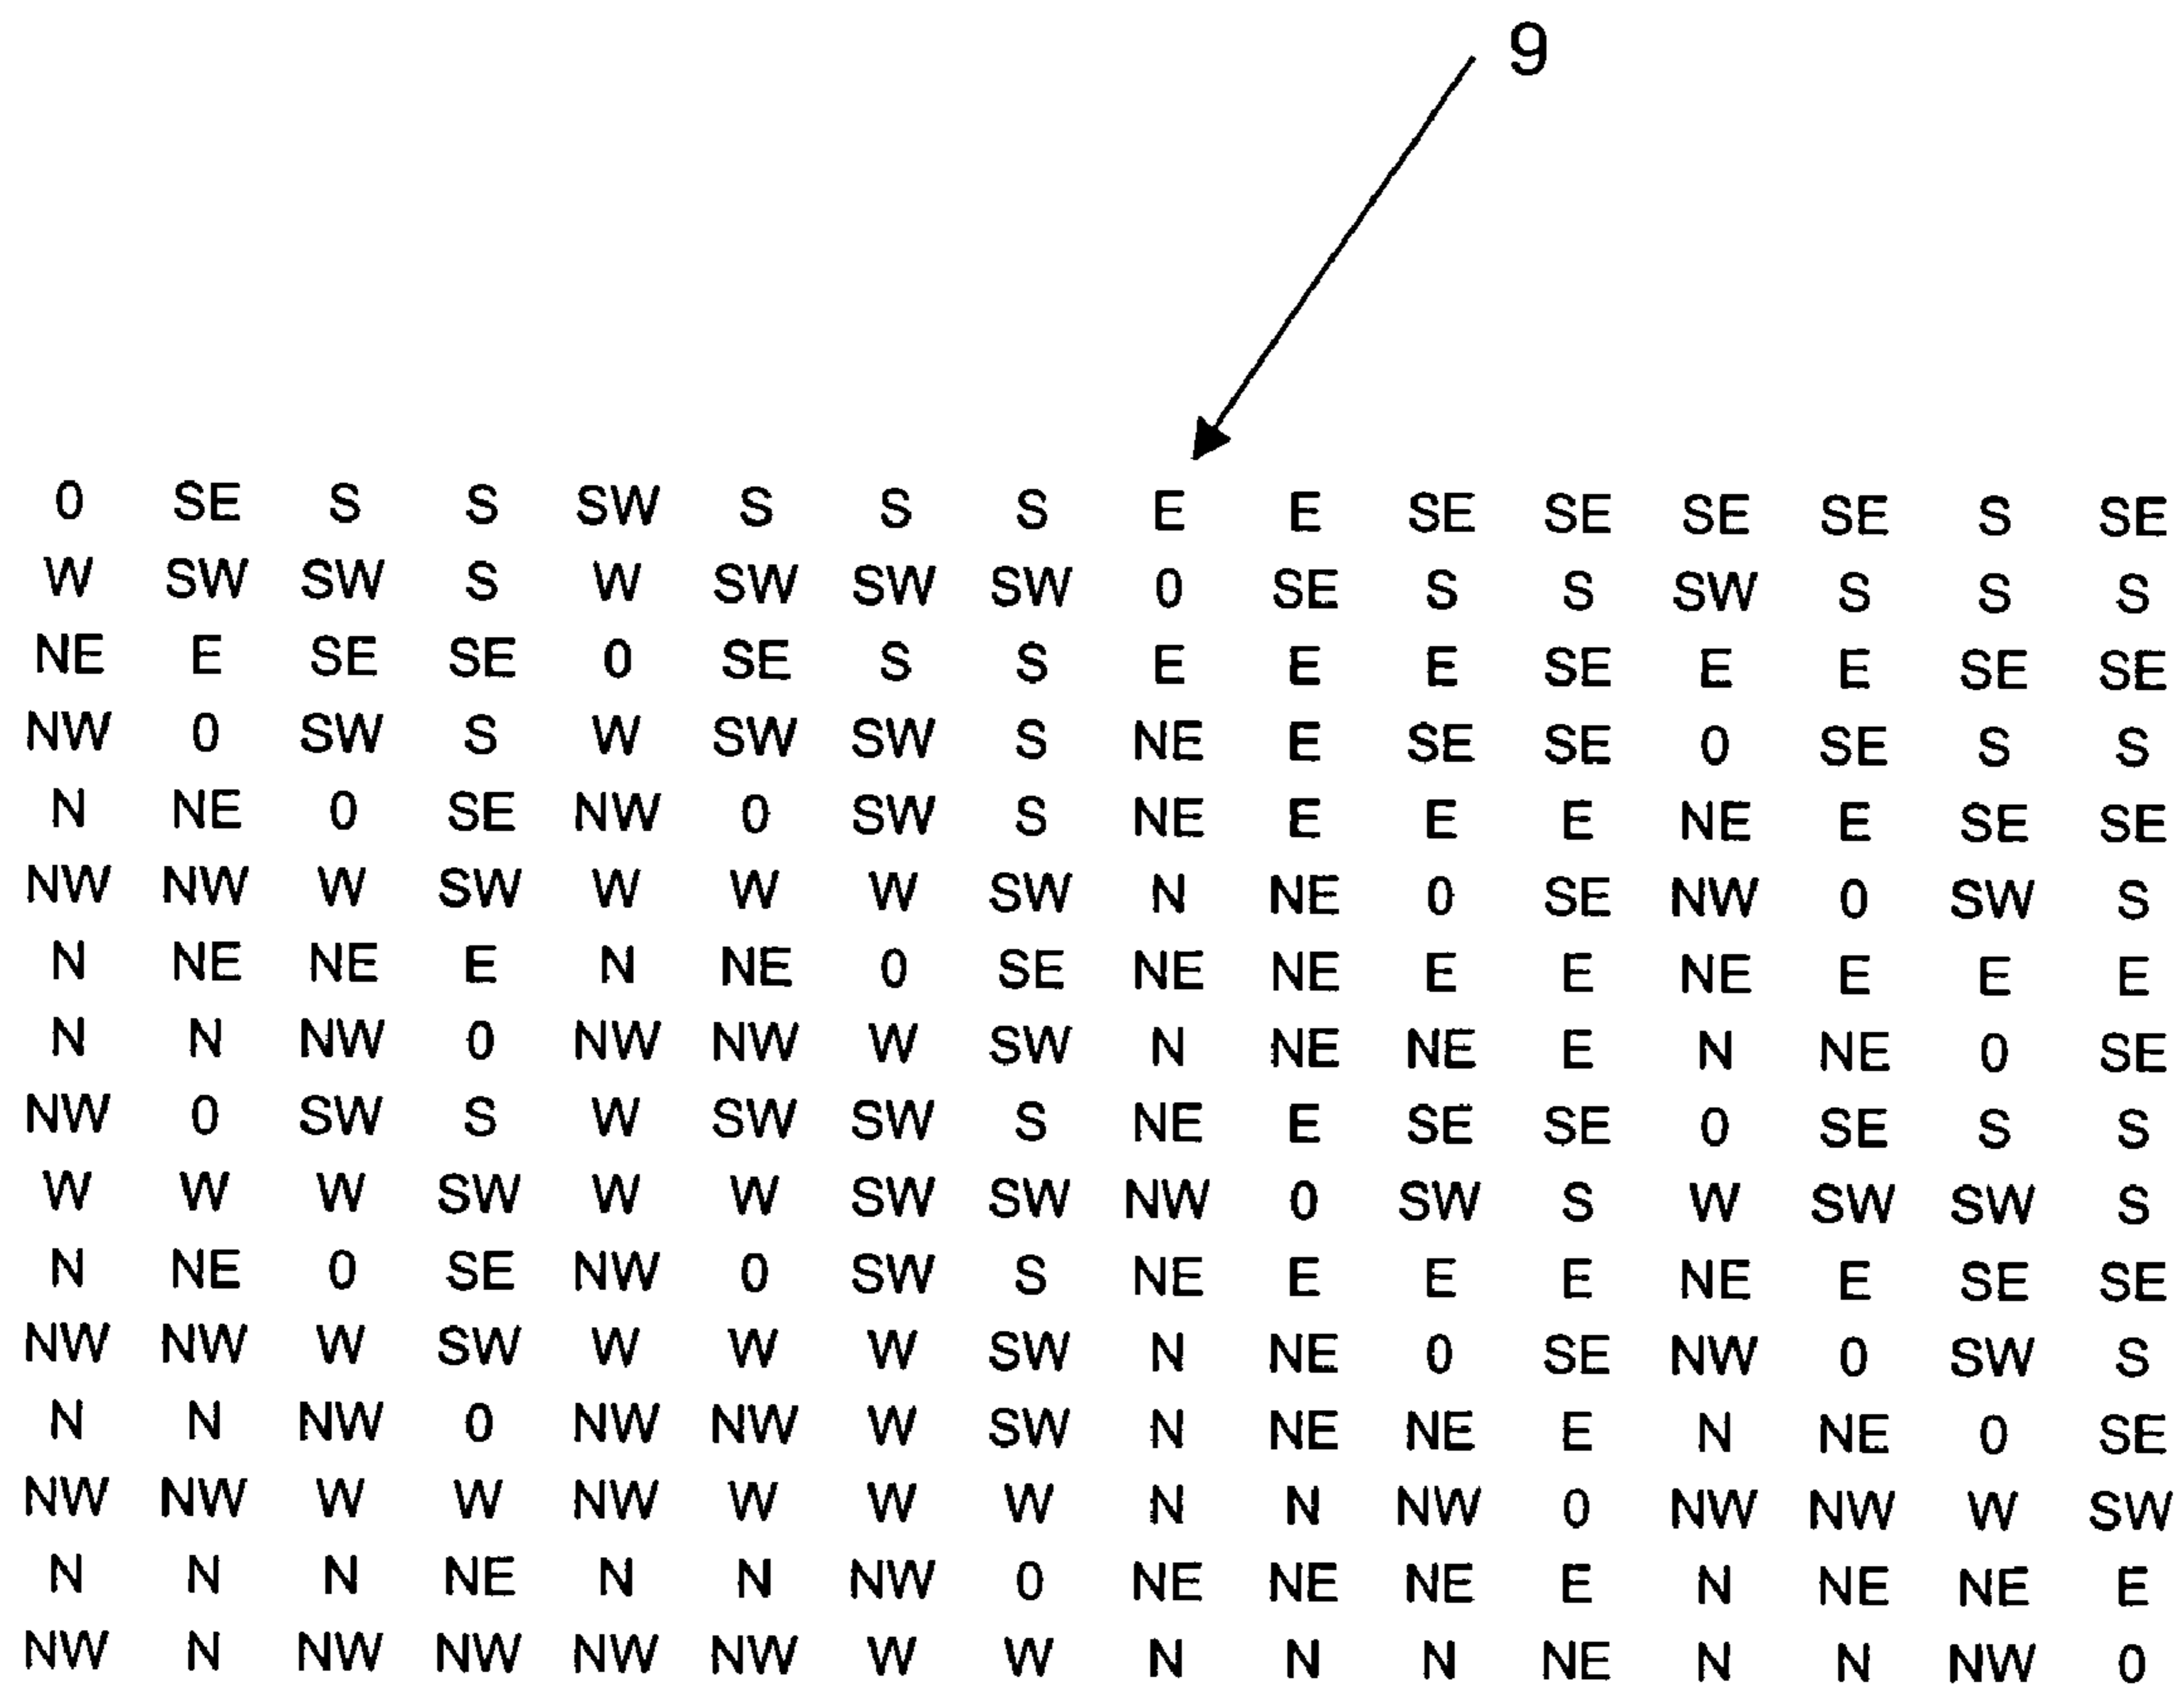 9
0 SE S S SW S S S E E SE SE SE SE S SE
W SW SW S W SW SW SW 0 SE S S SW S S S
NE E SE SE 0 SE S S E E E SE E E SE SE
NW 0 SW S W SW SW S NE E SE SE 0 SE S S
N NE 0 SE NW 0 SW S NE E E E NE E SE SE
NW NW W SW W W W SW N NE 0 SE NW 0 SW S
N NE NE E N NE 0 SE NE NE E E NE E E E
N N NW 0 NW NW W SW N NE NE E N NE 0 SE
NW 0 SW S W SW SW S NE E SE SE 0 SE S S
W W W SW W W SW SW NW 0 SW S W SW SW S
N NE 0 SE NW 0 SW S NE E E E NE E SE SE
NW NW W SW W W W SW N NE 0 SE NW 0 SW S
N N NW 0 NW NW W SW N NE NE E N NE 0 SE
NW NW W W NW W W W N N NW 0 NW NW W SW
N N N NE N N NW 0 NE NE NE E N NE NE E
NW N NW NW NW NW W W N N N NE N N NW 0